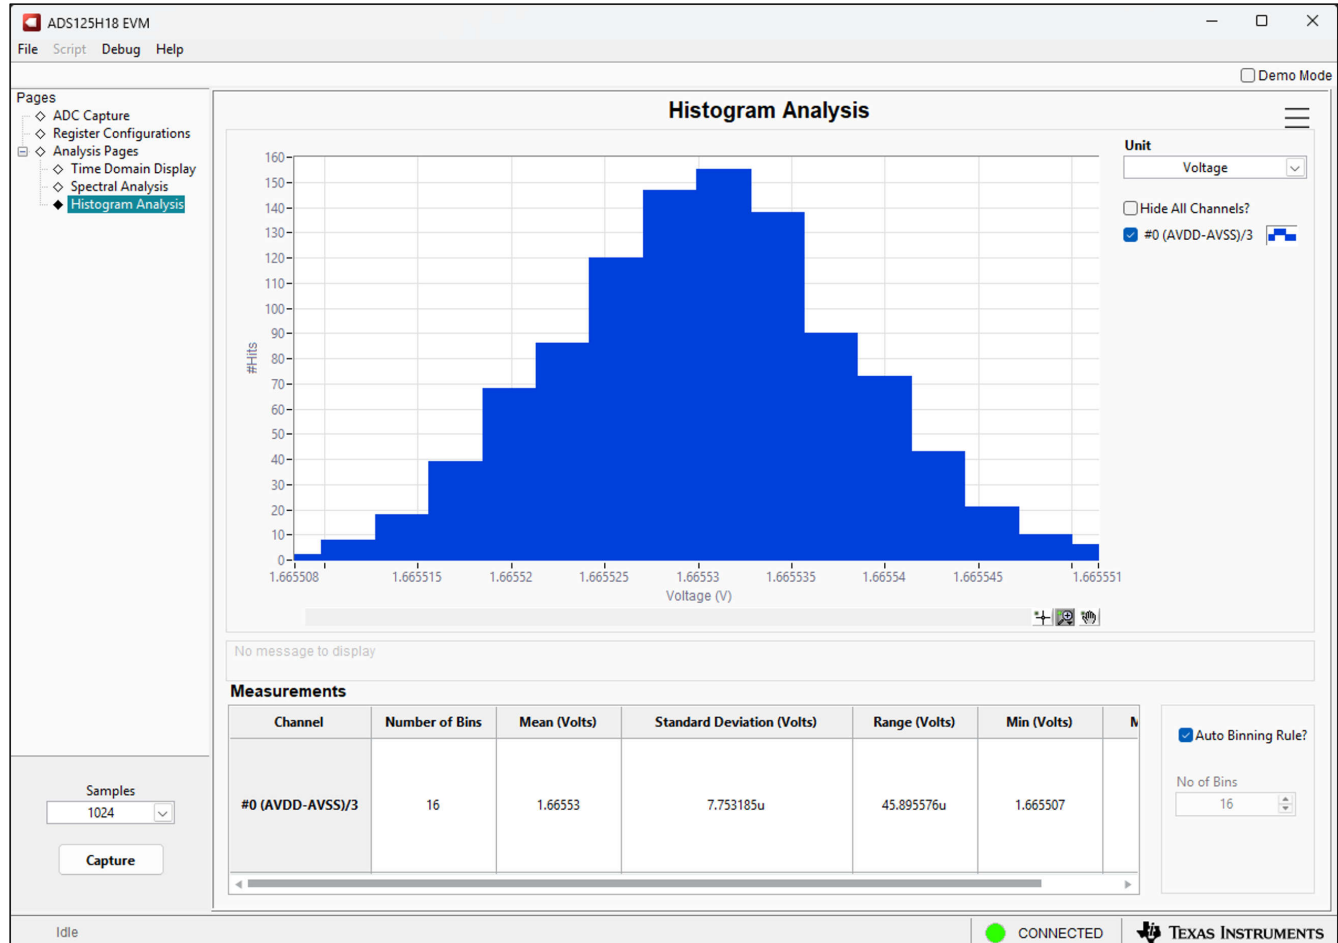 ADS125H18 EVM
File Script Debug Help
Demo Mode
Pages
ADC Capture
Register Configurations
Analysis Pages
Time Domain Display
Spectral Analysis
Histogram Analysis
Histogram Analysis
Unit
Voltage
Hide All Channels?
#0 (AVDD-AVSS)/3
#Hits
160
150
140
130
120
110
100
90
80
70
60
50
40
30
20
10
0
1.665508 1.665515 1.66552 1.665525 1.66553 1.665535 1.66554 1.665545 1.665551
Voltage (V)
No message to display
Measurements
Channel Number of Bins Mean (Volts) Standard Deviation (Volts) Range (Volts) Min (Volts)
#0 (AVDD-AVSS)/3 16 1.66553 7.753185u 45.895576u 1.665507
Auto Binning Rule?
No of Bins
16
Samples
1024
Capture
Idle
CONNECTED
TEXAS INSTRUMENTS